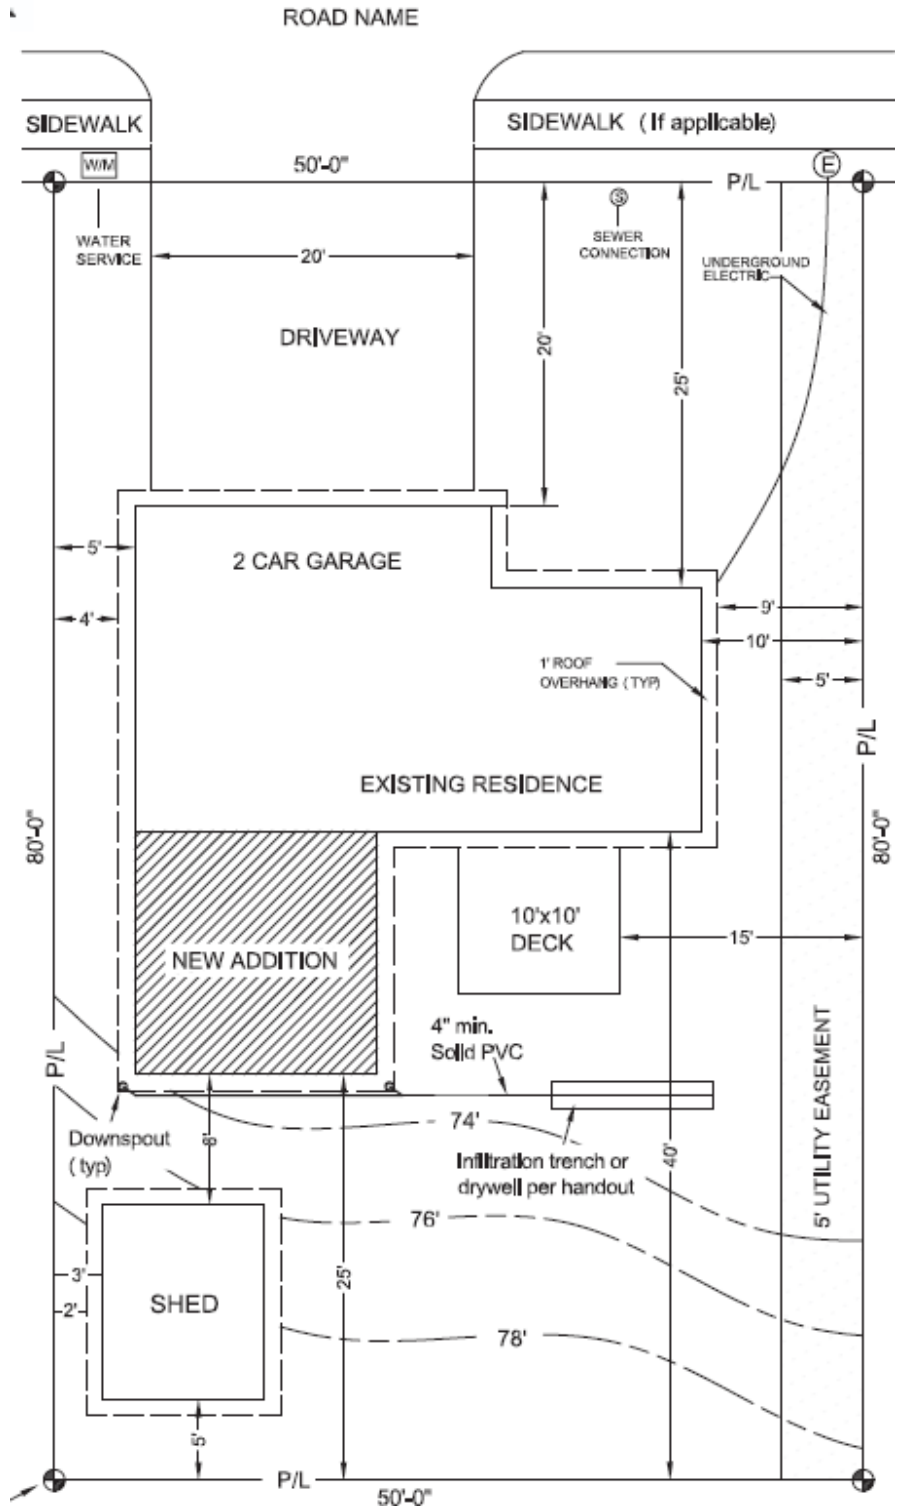 ROAD NAME
SIDEWALK
SIDEWALK (If applicable)
W/M
50'-0"
P/L
E
S
WATER
SERVICE
SEWER
CONNECTION
20'
UNDERGROUND
ELECTRIC
DRIVEWAY
20'
25'
5'
2 CAR GARAGE
4'
9'
10'
1' ROOF
OVERHANG (TYP)
5'
P/L
EXISTING RESIDENCE
80'-0"
80'-0"
10'x10'
DECK
15'
NEW ADDITION
4" min.
Solid PVC
P/L
5' UTILITY EASEMENT
74'
Downspout
(typ)
6'
Infiltration trench or
drywell per handout
40'
76'
3'
25'
2'
SHED
78'
5'
P/L
50'-0"